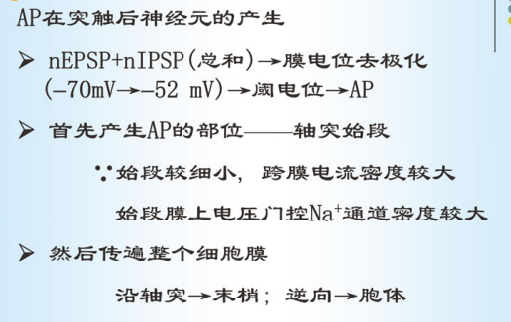 AP在突触后神经元的产生
➢ nEPSP+nIPSP(总和)→膜电位去极化
(–70mV→–52 mV)→阈电位→AP
➢ 首先产生AP的部位——轴突始段
∵始段较细小，跨膜电流密度较大
始段膜上电压门控Na⁺通道密度较大
➢ 然后传遍整个细胞膜
沿轴突→末梢；逆向→胞体